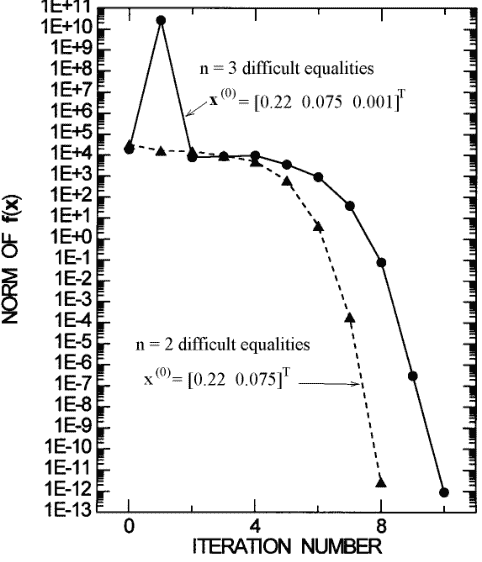 1E+11
1E+10
1E+9
1E+8
1E+7
1E+6
1E+5
1E+4
1E+3
1E+2
1E+1
1E+0
1E-1
1E-2
1E-3
1E-4
1E-5
1E-6
1E-7
1E-8
1E-9
1E-10
1E-11
1E-12
1E-13
NORM OF f(x)
n = 3 difficult equalities
x(0) = [0.22 0.075 0.001]T
n = 2 difficult equalities
x(0) = [0.22 0.075]T
0 4 8
ITERATION NUMBER